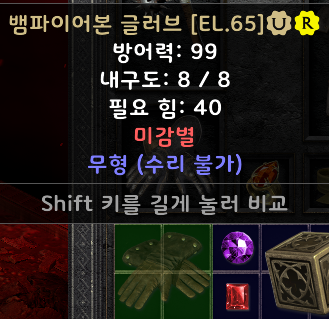 뱀파이어본 글러브 [EL.65] U R
방어력: 99
내구도: 8 / 8
필요 힘: 40
미감별
무형 (수리 불가)
Shift 키를 길게 눌러 비교